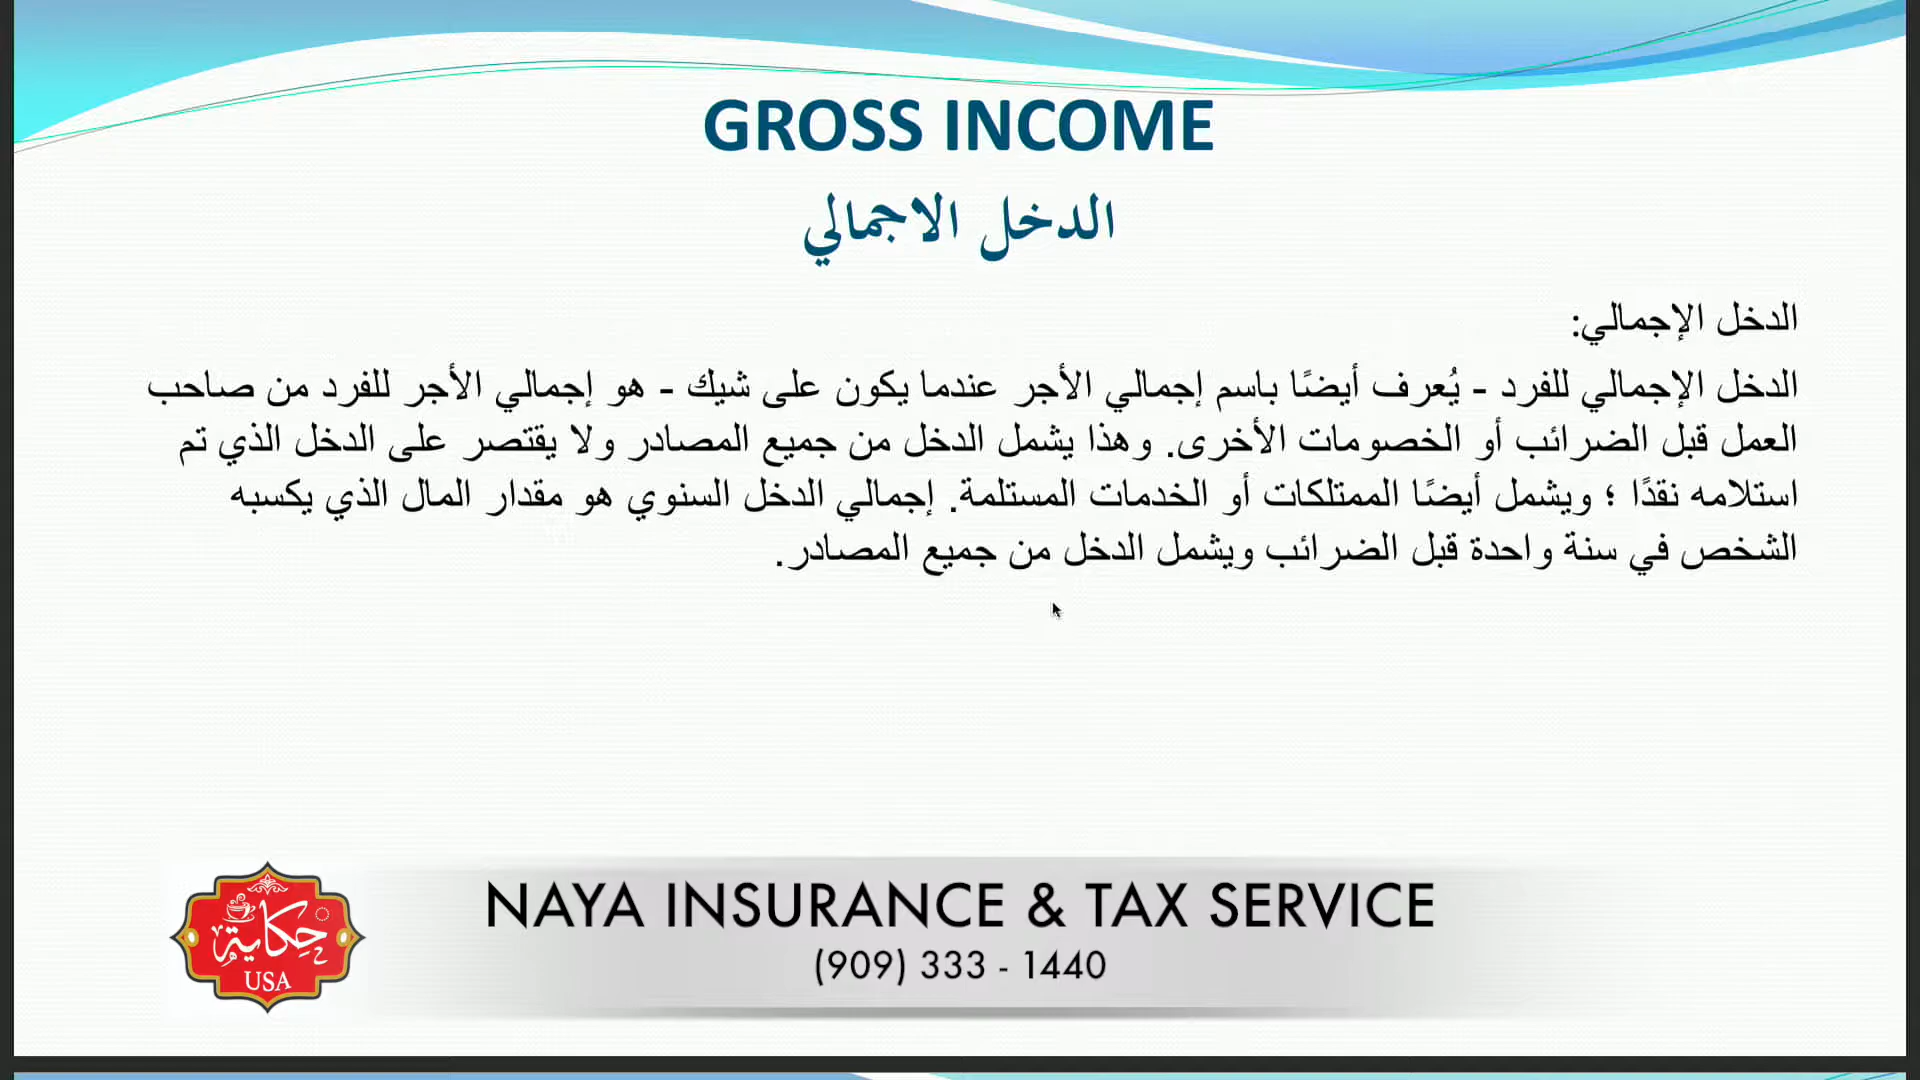 GROSS INCOME
الدخل الاجمالي
الدخل الإجمالي:
الدخل الإجمالي للفرد - يُعرف أيضًا باسم إجمالي الأجر عندما يكون على شيك - هو إجمالي الأجر للفرد من صاحب
العمل قبل الضرائب أو الخصومات الأخرى. وهذا يشمل الدخل من جميع المصادر ولا يقتصر على الدخل الذي تم
استلامه نقدًا ؛ ويشمل أيضًا الممتلكات أو الخدمات المستلمة. إجمالي الدخل السنوي هو مقدار المال الذي يكسبه
الشخص في سنة واحدة قبل الضرائب ويشمل الدخل من جميع المصادر.
حكاية
USA
NAYA INSURANCE & TAX SERVICE
(909) 333 - 1440